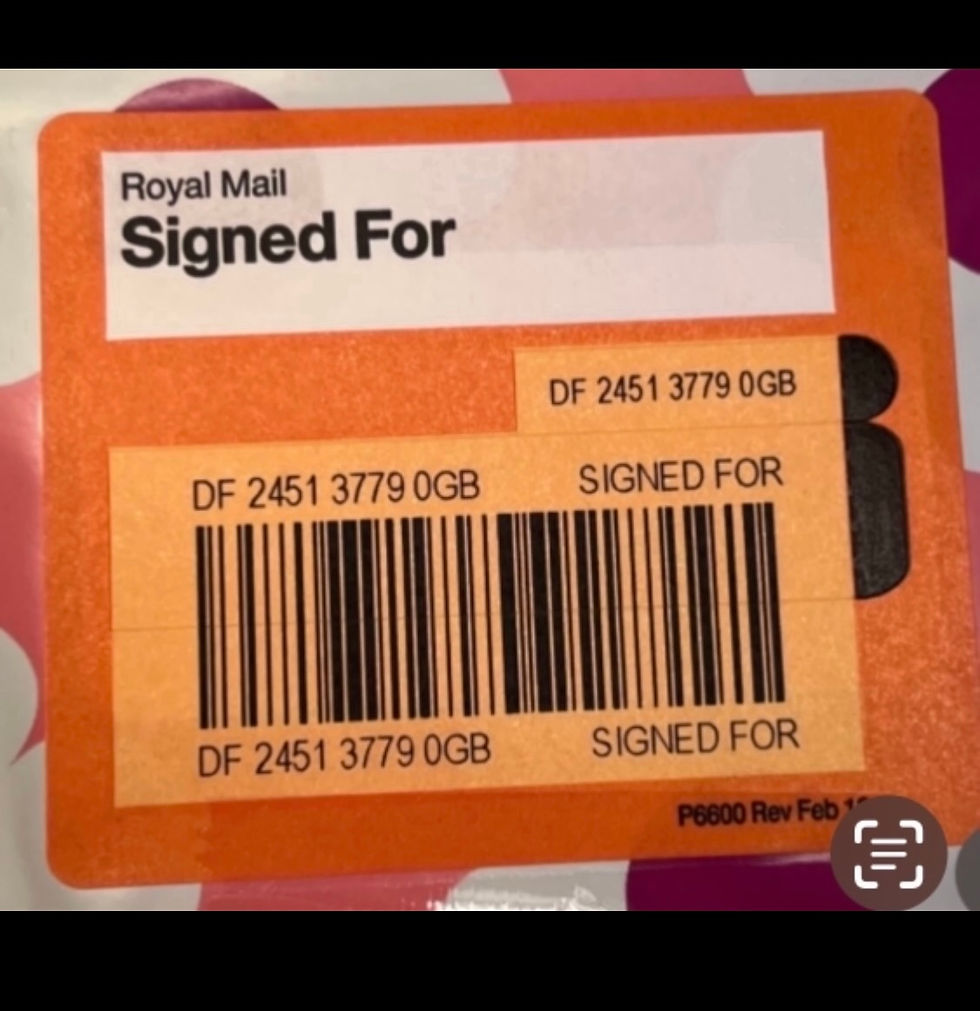 Royal Mail
Signed For
DF 2451 3779 0GB
DF 2451 3779 0GB SIGNED FOR
DF 2451 3779 0GB SIGNED FOR
P6600 Rev Feb